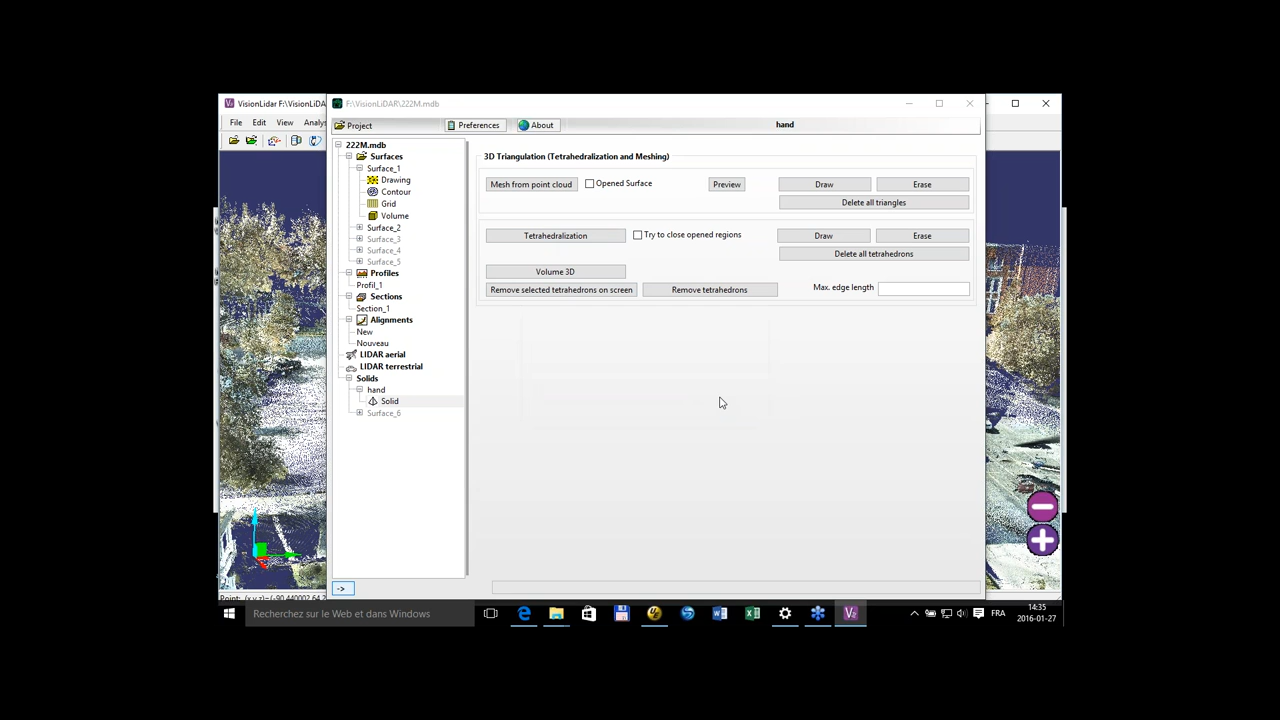 VisionLidar F:\VisionLiDA
F:\VisionLiDAR\222M.mdb
File Edit View Analys
Project
Preferences
About
hand
222M.mdb
Surfaces
Surface_1
Drawing
Contour
Grid
Volume
Surface_2
Surface_3
Surface_4
Surface_5
Profiles
Profil_1
Sections
Section_1
Alignments
New
Nouveau
LIDAR aerial
LIDAR terrestrial
Solids
hand
Solid
Surface_6
3D Triangulation (Tetrahedralization and Meshing)
Mesh from point cloud Opened Surface Preview Draw Erase
Delete all triangles
Tetrahedralization Try to close opened regions Draw Erase
Delete all tetrahedrons
Volume 3D
Remove selected tetrahedrons on screen Remove tetrahedrons Max. edge length
->
Recherchez sur le Web et dans Windows
FRA
14:35
2016-01-27